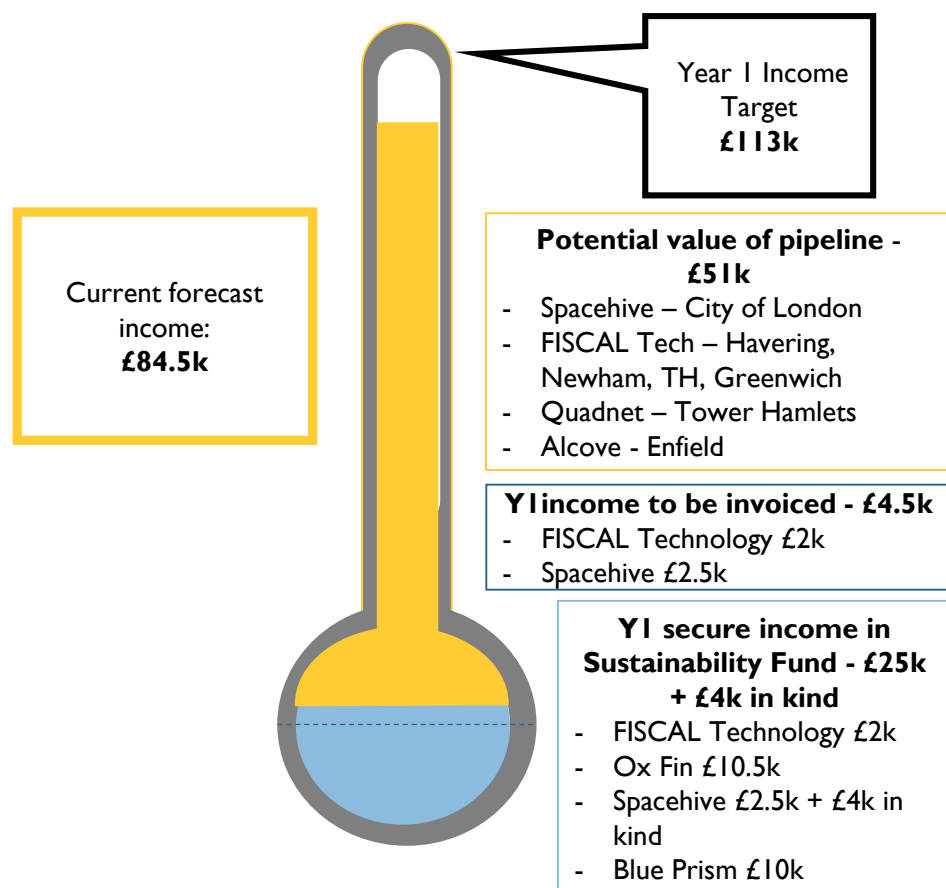 Year 1 Income
Target
£113k
Current forecast
income:
£84.5k
Potential value of pipeline -
£51k
- Spacehive – City of London
- FISCAL Tech – Havering,
Newham, TH, Greenwich
- Quadnet – Tower Hamlets
- Alcove - Enfield
Y1income to be invoiced - £4.5k
- FISCAL Technology £2k
- Spacehive £2.5k
Y1 secure income in
Sustainability Fund - £25k
+ £4k in kind
- FISCAL Technology £2k
- Ox Fin £10.5k
- Spacehive £2.5k + £4k in
kind
- Blue Prism £10k